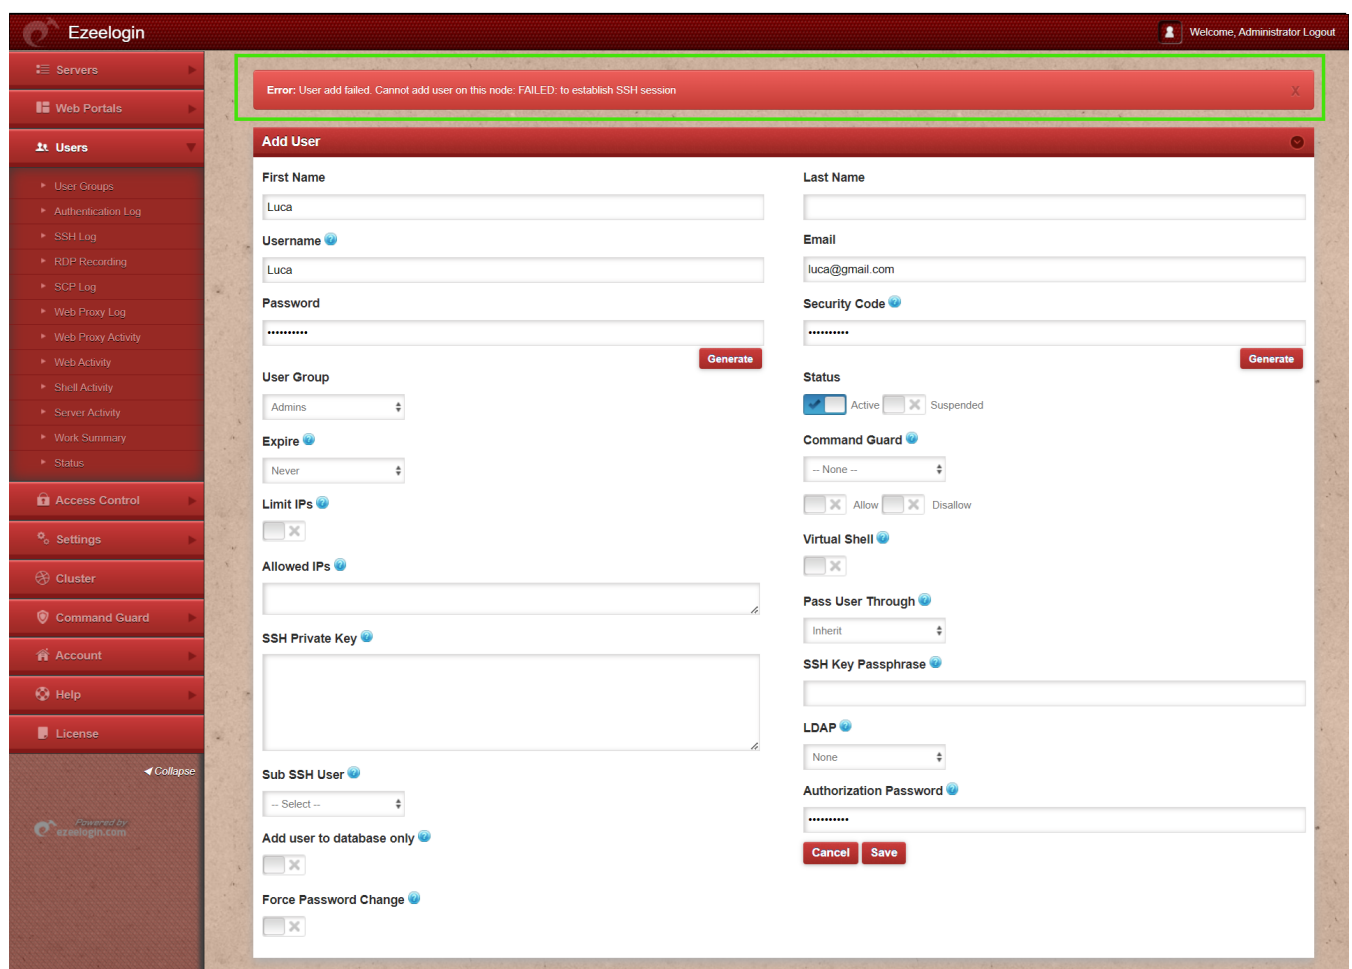 Ezeelogin
Welcome, Administrator Logout
Servers
Web Portals
Users
User Groups
Authentication Log
SSH Log
RDP Recording
SCP Log
Web Proxy Log
Web Proxy Activity
Web Activity
Shell Activity
Server Activity
Work Summary
Status
Access Control
Settings
Cluster
Command Guard
Account
Help
License
Collapse
Powered by
ezeelogin.com
Error: User add failed. Cannot add user on this node: FAILED: to establish SSH session
X
Add User
First Name
Luca
Last Name
Username
Luca
Email
luca@gmail.com
Password
••••••••••
Generate
Security Code
••••••••••
Generate
User Group
Admins
Status
Active
Suspended
Expire
Never
Command Guard
-- None --
Allow
Disallow
Limit IPs
Virtual Shell
Allowed IPs
Pass User Through
Inherit
SSH Private Key
SSH Key Passphrase
LDAP
None
Sub SSH User
-- Select --
Authorization Password
••••••••••
Add user to database only
Cancel
Save
Force Password Change